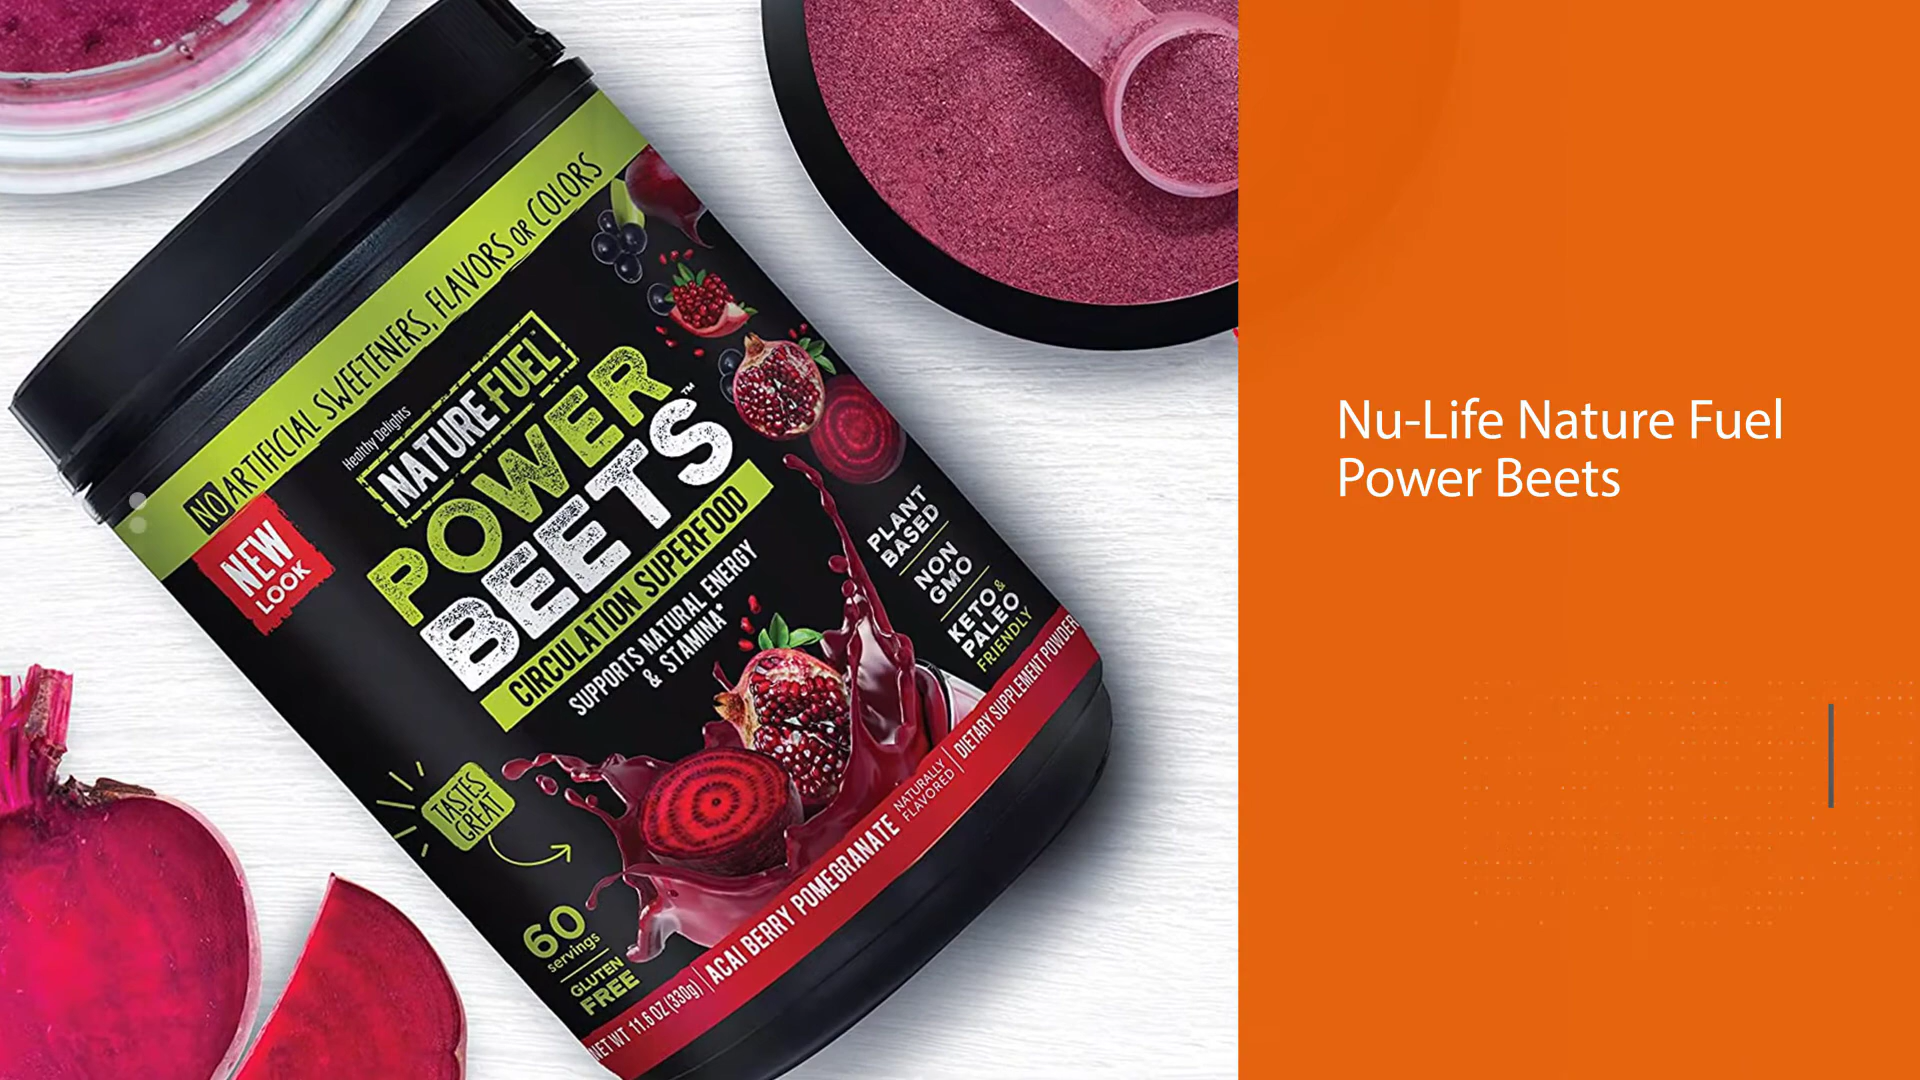 NO ARTIFICIAL SWEETENERS, FLAVORS OR COLORS
NEW
LOOK
Healthy Delights
NATURE FUEL
POWER™
BEETS
CIRCULATION SUPERFOOD
SUPPORTS NATURAL ENERGY
& STAMINA*
PLANT
BASED
NON
GMO
KETO &
PALEO
FRIENDLY
TASTES
GREAT
60
servings
GLUTEN
FREE
NET WT 11.6 OZ (330g)
ACAI BERRY POMEGRANATE
NATURALLY
FLAVORED
DIETARY SUPPLEMENT POWDER
Nu-Life Nature Fuel
Power Beets